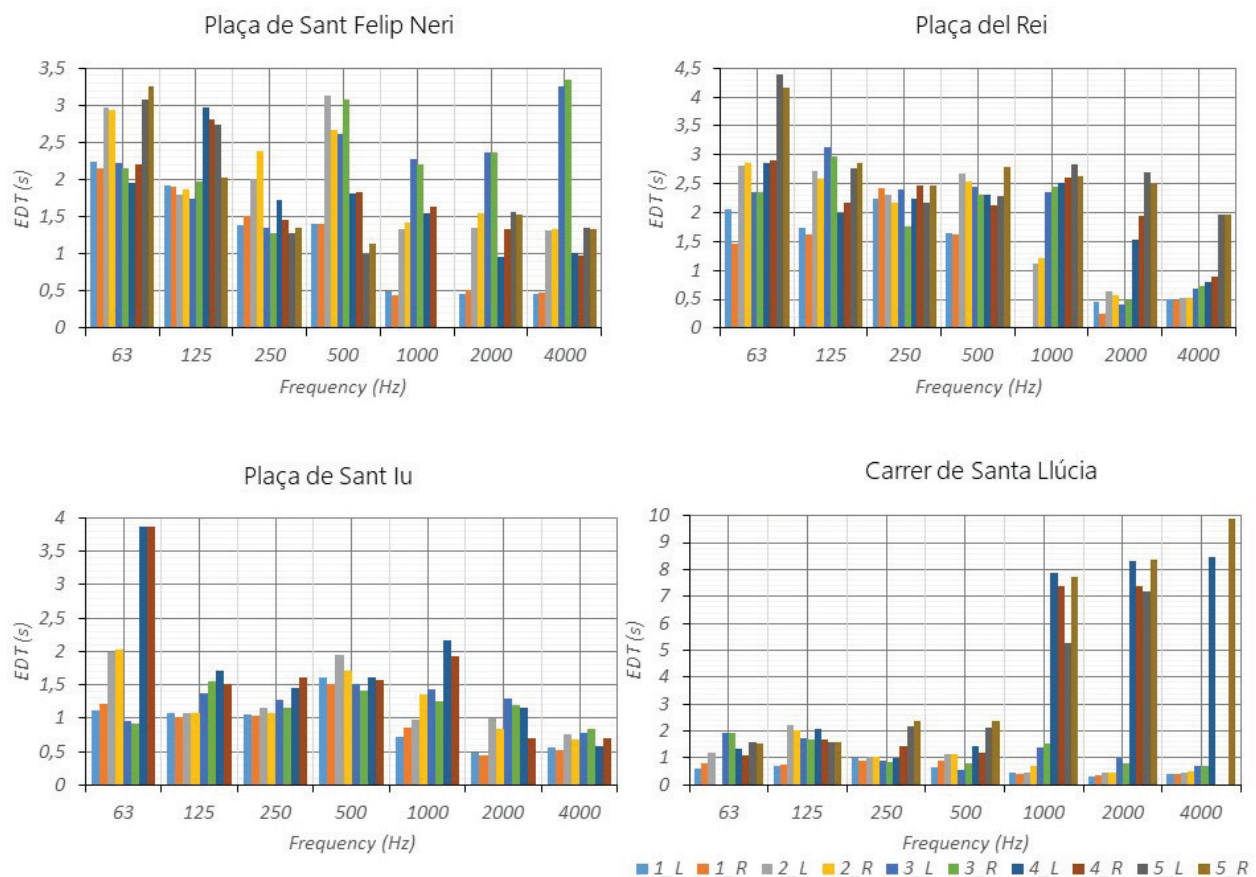 Plaça de Sant Felip Neri
EDT (s)
3,5
3
2,5
2
1,5
1
0,5
0
63 125 250 500 1000 2000 4000
Frequency (Hz)
Plaça del Rei
EDT (s)
4,5
4
3,5
3
2,5
2
1,5
1
0,5
0
63 125 250 500 1000 2000 4000
Frequency (Hz)
Plaça de Sant Iu
EDT (s)
4
3,5
3
2,5
2
1,5
1
0,5
0
63 125 250 500 1000 2000 4000
Frequency (Hz)
Carrer de Santa Llúcia
EDT (s)
10
9
8
7
6
5
4
3
2
1
0
63 125 250 500 1000 2000 4000
Frequency (Hz)
1_L 1_R 2_L 2_R 3_L 3_R 4_L 4_R 5_L 5_R